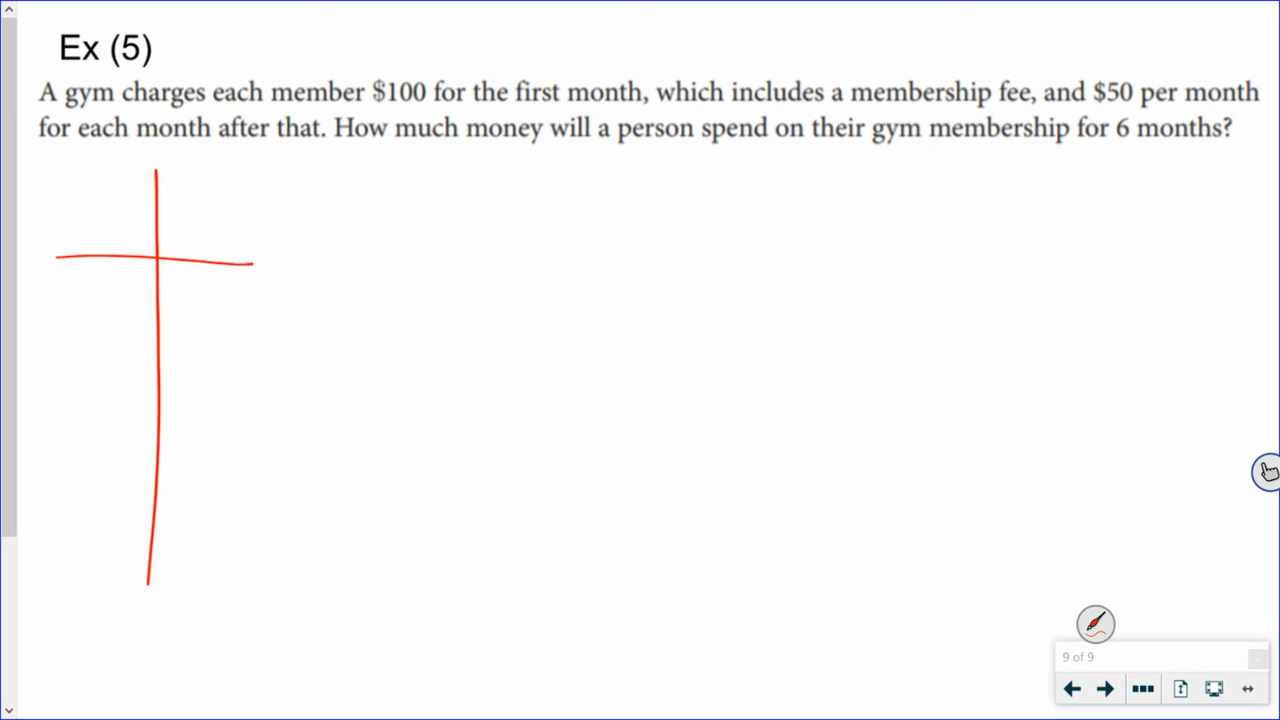 Ex (5)
A gym charges each member $100 for the first month, which includes a membership fee, and $50 per month
for each month after that. How much money will a person spend on their gym membership for 6 months?
9 of 9